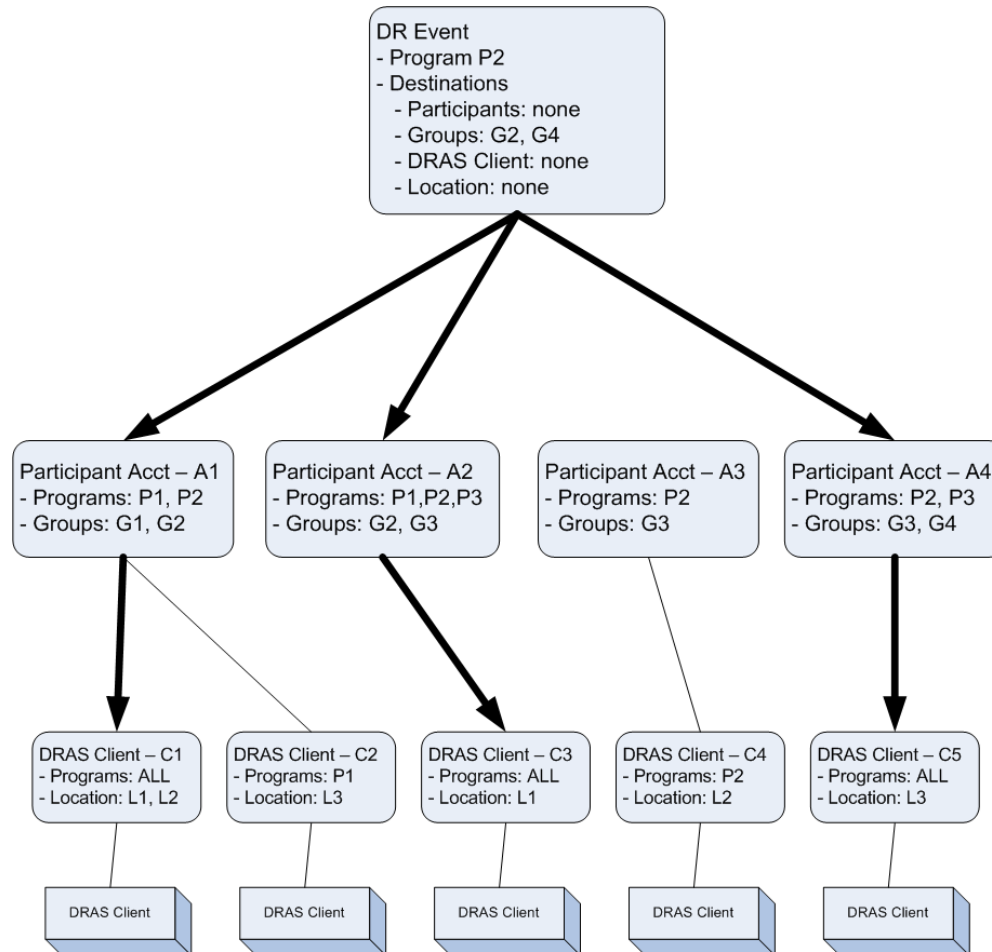 DR Event
- Program P2
- Destinations
- Participants: none
- Groups: G2, G4
- DRAS Client: none
- Location: none
Participant Acct – A1
- Programs: P1, P2
- Groups: G1, G2
Participant Acct – A2
- Programs: P1,P2,P3
- Groups: G2, G3
Participant Acct – A3
- Programs: P2
- Groups: G3
Participant Acct – A4
- Programs: P2, P3
- Groups: G3, G4
DRAS Client – C1
- Programs: ALL
- Location: L1, L2
DRAS Client – C2
- Programs: P1
- Location: L3
DRAS Client – C3
- Programs: ALL
- Location: L1
DRAS Client – C4
- Programs: P2
- Location: L2
DRAS Client – C5
- Programs: ALL
- Location: L3
DRAS Client
DRAS Client
DRAS Client
DRAS Client
DRAS Client